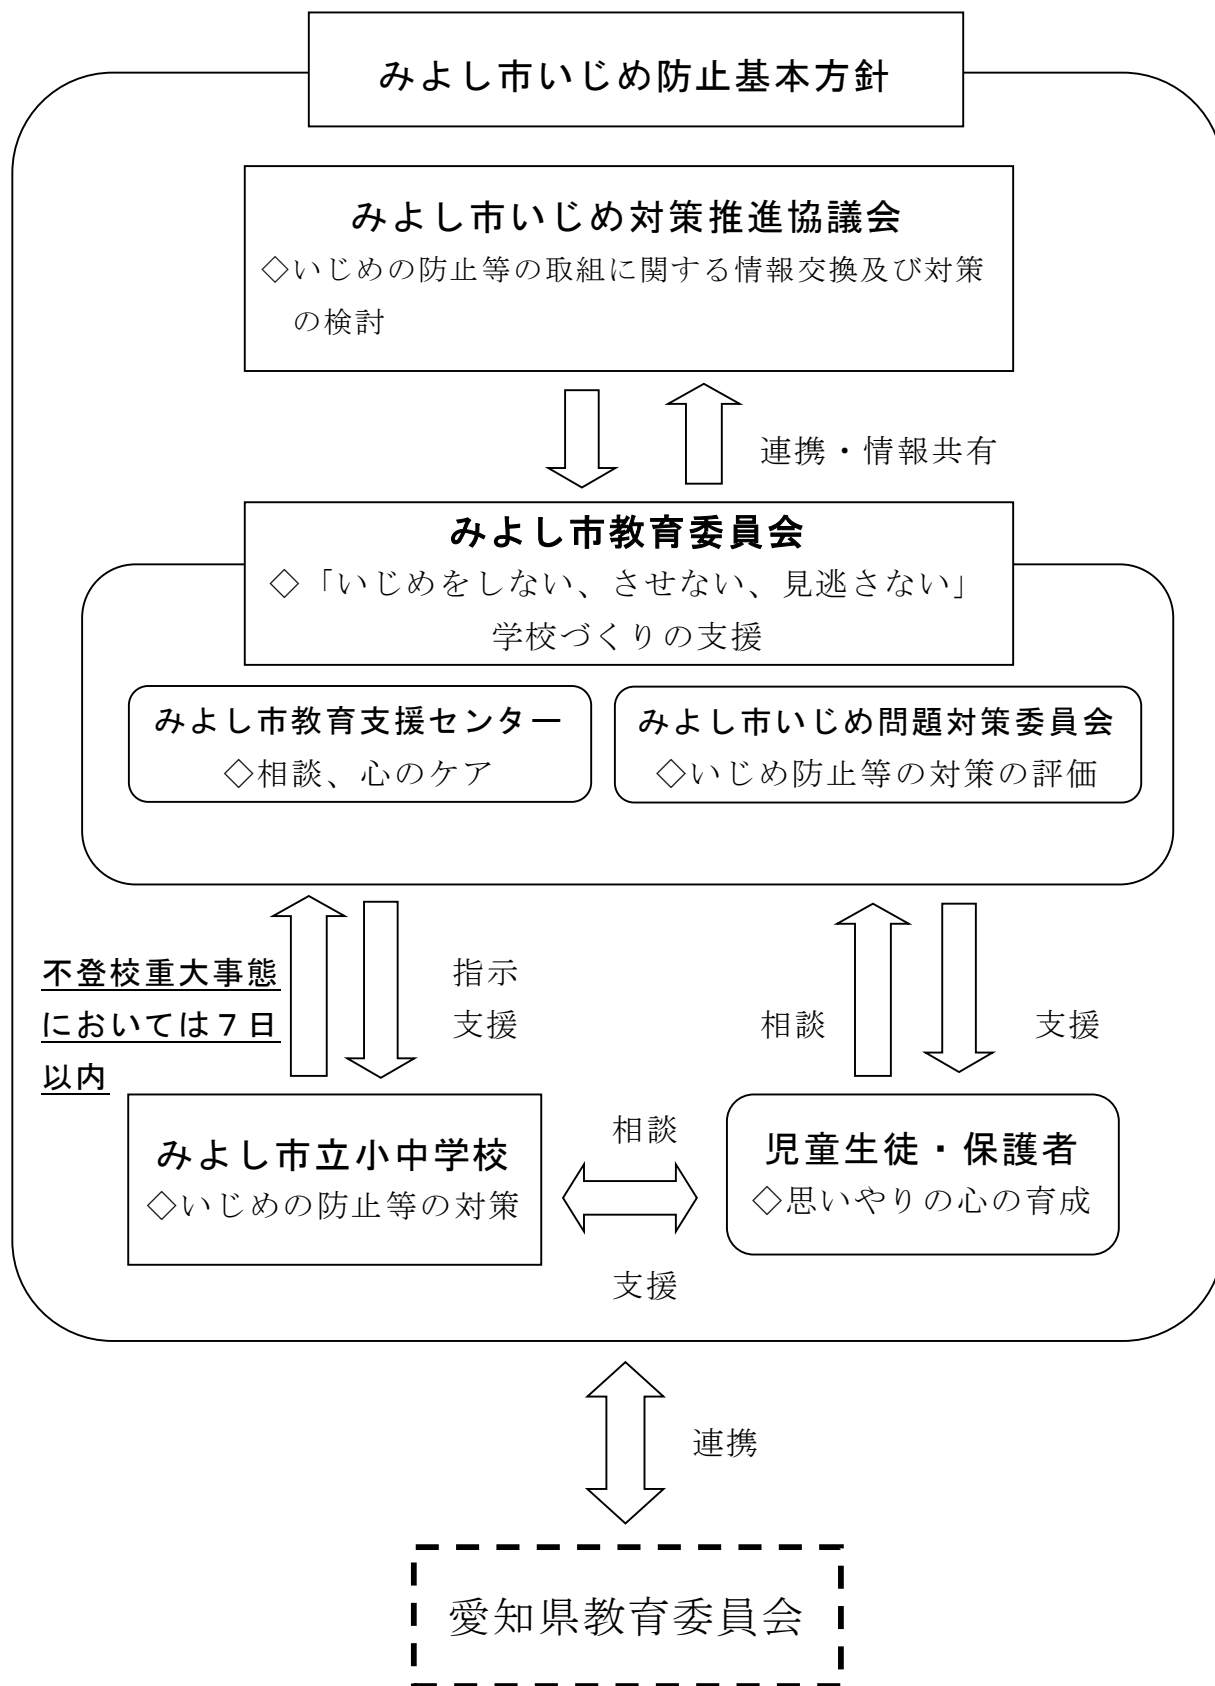 みよし市いじめ防止基本方針
みよし市いじめ対策推進協議会
◇いじめの防止等の取組に関する情報交換及び対策
の検討
連携・情報共有
みよし市教育委員会
◇「いじめをしない、させない、見逃さない」
学校づくりの支援
みよし市教育支援センター
◇相談、心のケア
みよし市いじめ問題対策委員会
◇いじめ防止等の対策の評価
不登校重大事態
においては７日
以内
指示
支援
相談
支援
みよし市立小中学校
◇いじめの防止等の対策
相談
支援
児童生徒・保護者
◇思いやりの心の育成
連携
愛知県教育委員会